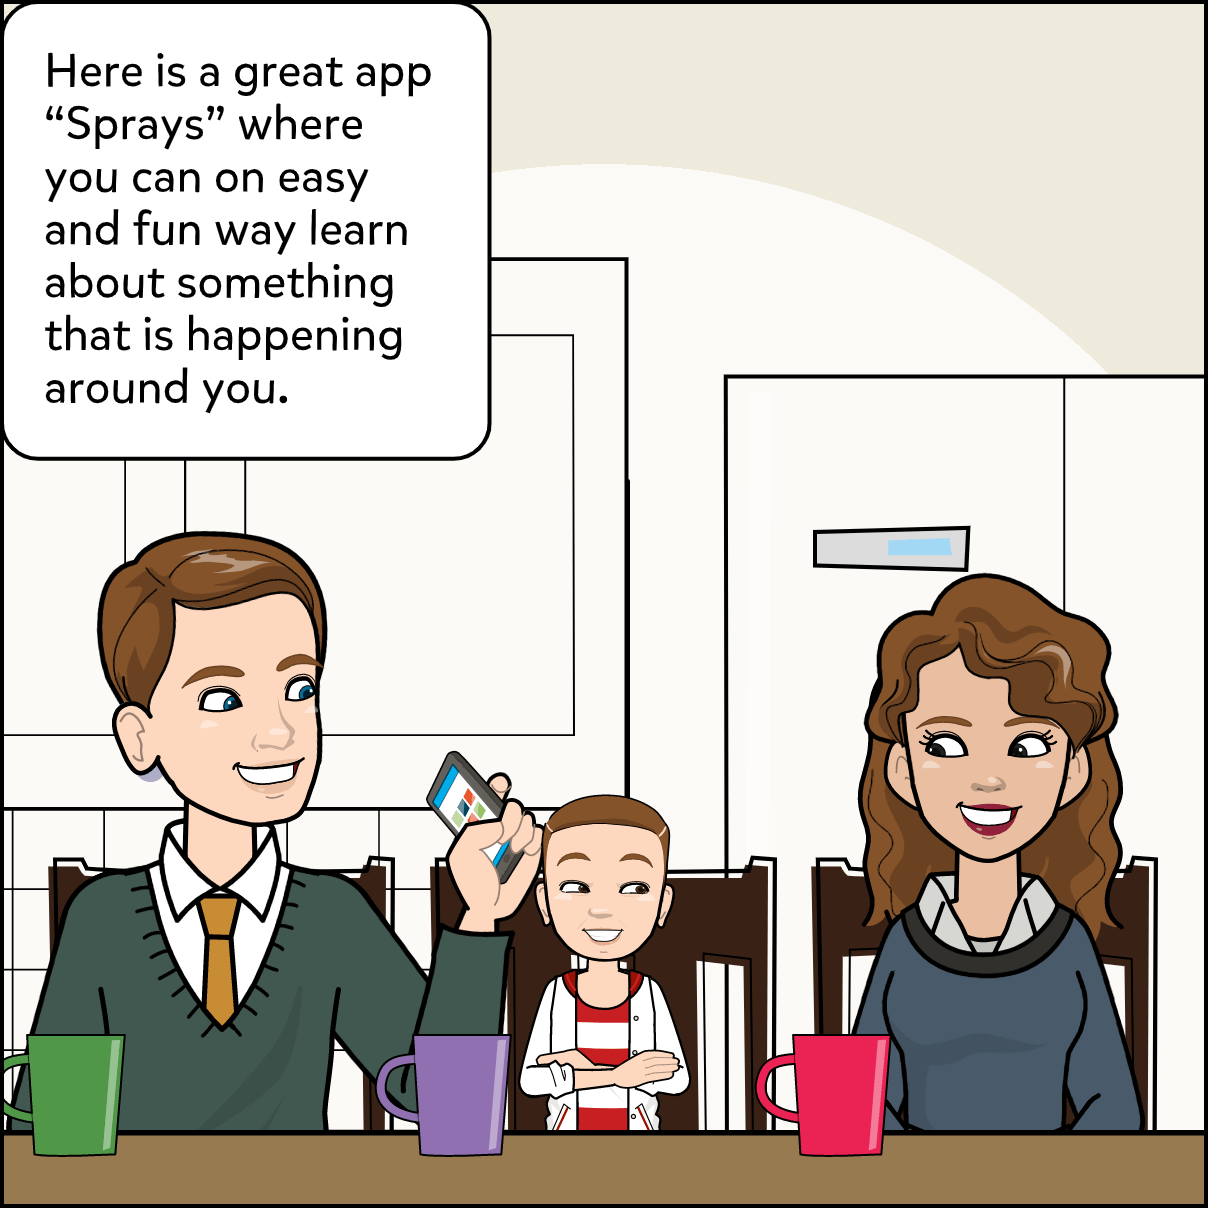 Here is a great app
“Sprays” where
you can on easy
and fun way learn
about something
that is happening
around you.